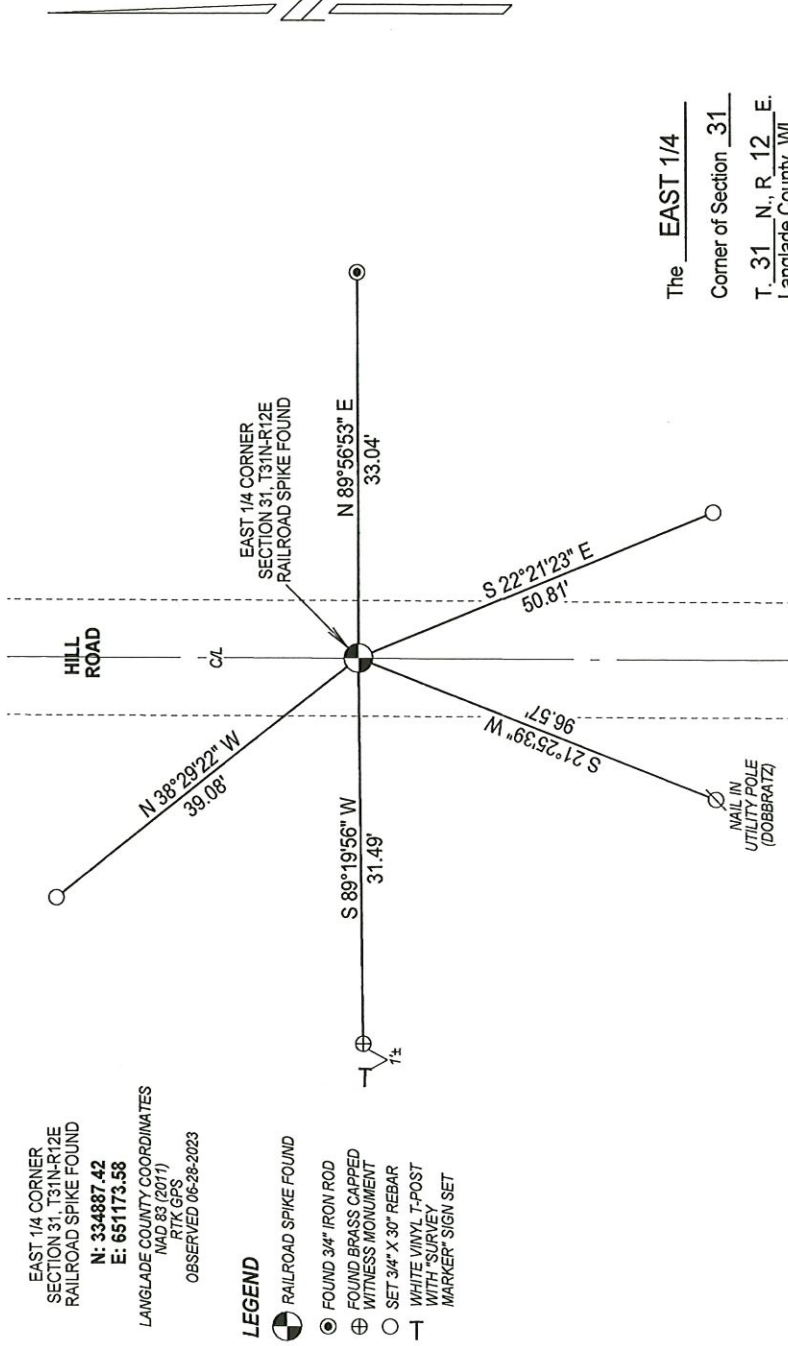 EAST 1/4 CORNER
SECTION 31, T31N-R12E
RAILROAD SPIKE FOUND
N: 334887.42
E: 651173.58
LANGLADE COUNTY COORDINATES
NAD 83 (2011)
RTK GPS
OBSERVED 06-28-2023
LEGEND
RAILROAD SPIKE FOUND
FOUND 3/4" IRON ROD
FOUND BRASS CAPPED
WITNESS MONUMENT
SET 3/4" X 30" REBAR
WHITE VINYL T-POST
WITH "SURVEY
MARKER" SIGN SET
HILL
ROAD
C/L
N 38°29'22" W
39.08'
EAST 1/4 CORNER
SECTION 31, T31N-R12E
RAILROAD SPIKE FOUND
N 89°56'53" E
33.04'
S 89°19'56" W
31.49'
T
1'±
S 22°21'23" E
50.81'
S 21°25'39" W
96.57'
NAIL IN
UTILITY POLE
(DOBBRATZ)
The EAST 1/4
Corner of Section 31
T. 31 N., R 12 E.
Langlade County, WI